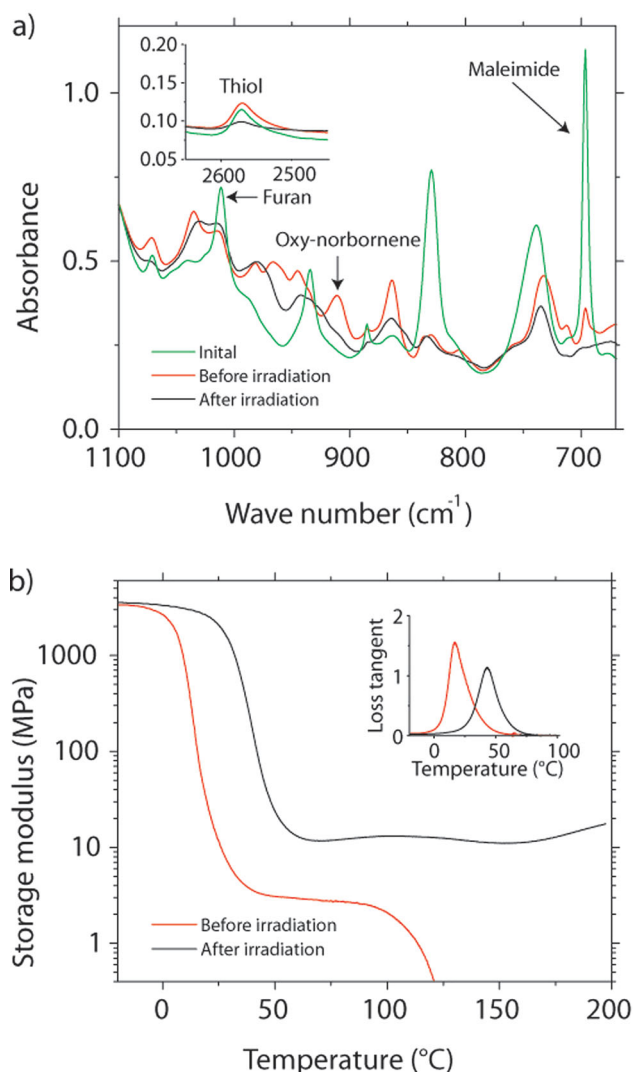 a)
0.20
0.15
0.10
0.05
Thiol
2600
2500
Maleimide
Furan
Oxy-norbornene
1.0
0.5
0.0
Absorbance
Inital
Before irradiation
After irradiation
1100
1000
900
800
700
Wave number (cm-1)
b)
1000
100
10
1
Storage modulus (MPa)
2
1
0
Loss tangent
0
50
100
Temperature (°C)
Before irradiation
After irradiation
0
50
100
150
200
Temperature (°C)